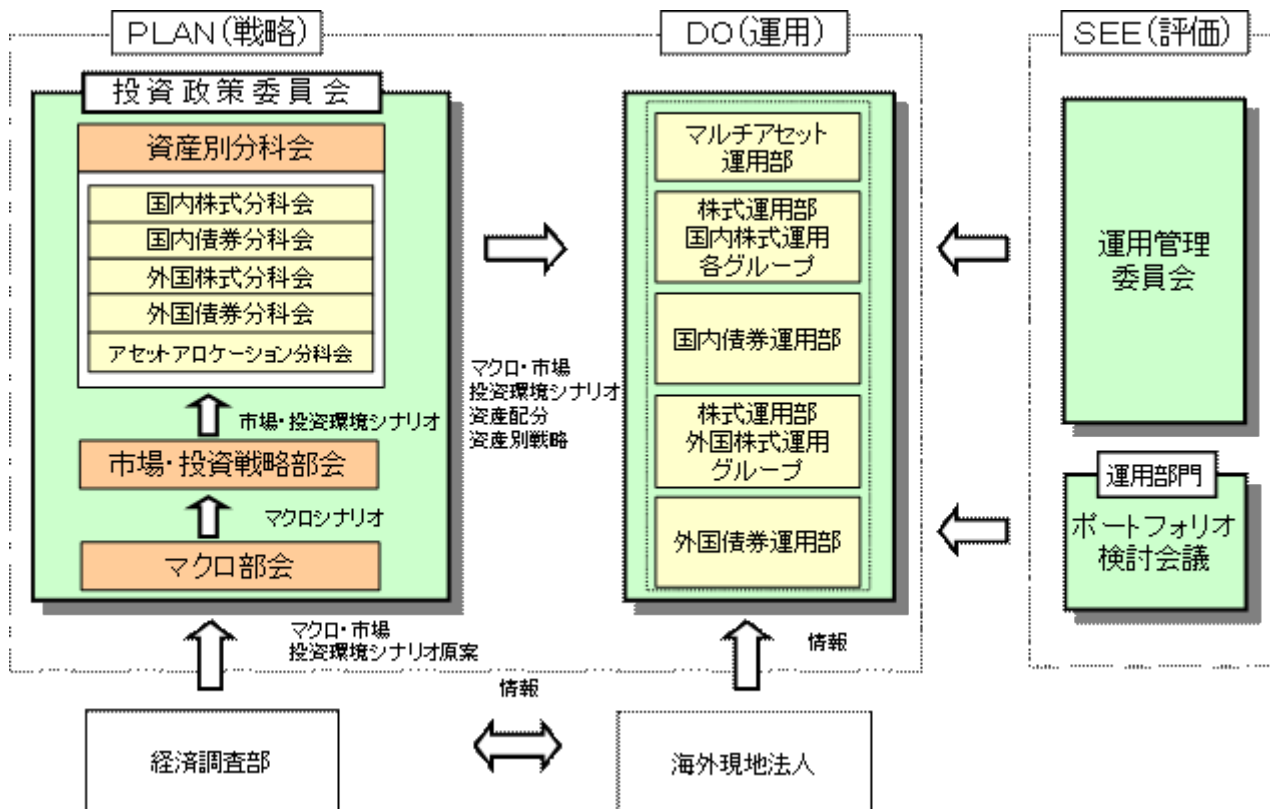 PLAN(戦略)
投資政策委員会
資産別分科会
国内株式分科会
国内債券分科会
外国株式分科会
外国債券分科会
アセットアロケーション分科会
市場・投資環境シナリオ
市場・投資戦略部会
マクロシナリオ
マクロ部会
マクロ・市場
投資環境シナリオ原案
経済調査部
マクロ・市場
投資環境シナリオ
資産配分
資産別戦略
情報
DO(運用)
マルチアセット
運用部
株式運用部
国内株式運用
各グループ
国内債券運用部
株式運用部
外国株式運用
グループ
外国債券運用部
情報
海外現地法人
SEE(評価)
運用管理
委員会
運用部門
ポートフォリオ
検討会議